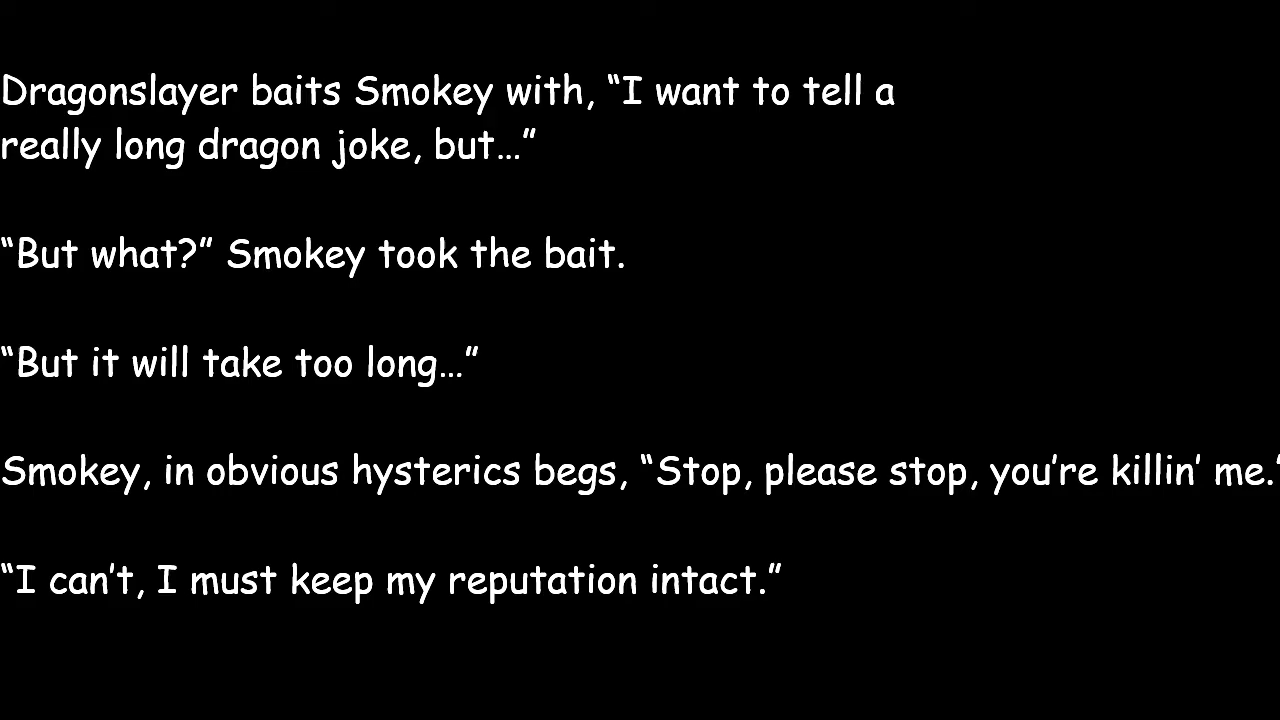 Dragonslayer baits Smokey with, “I want to tell a
really long dragon joke, but…”
“But what?” Smokey took the bait.
“But it will take too long…”
Smokey, in obvious hysterics begs, “Stop, please stop, you’re killin’ me.”
“I can’t, I must keep my reputation intact.”